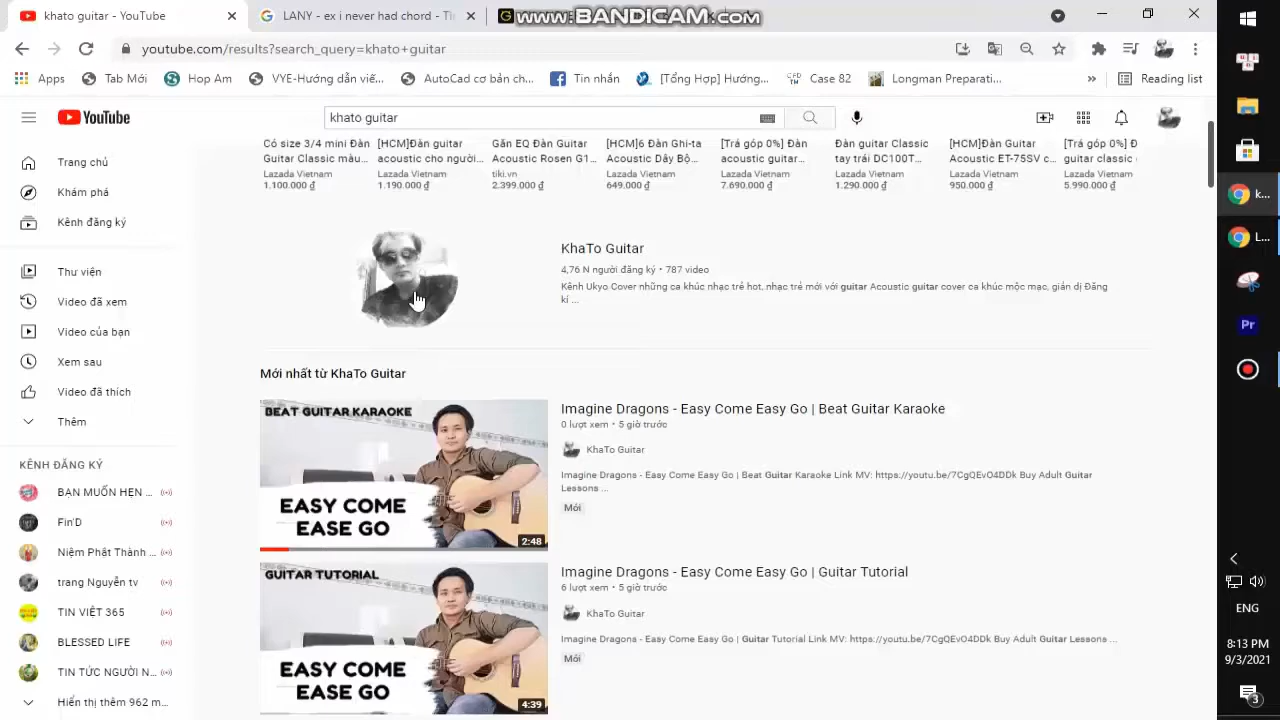 khato guitar - YouTube
LANY - ex i never had chord - Ti
www.BANDICAM.com
youtube.com/results?search_query=khato+guitar
Apps
Tab Mới
Hop Am
VYE-Hướng dẫn viế...
AutoCad cơ bản ch...
Tin nhắn
[Tổng Hợp] Hướng...
Case 82
Longman Preparati...
»
Reading list
YouTube
khato guitar
Có size 3/4 mini Đàn Guitar Classic màu...
Lazada Vietnam
1.100.000 ₫
[HCM]Đàn guitar acoustic cho người...
Lazada Vietnam
1.190.000 ₫
Gắn EQ Đàn Guitar Acoustic Rosen G1...
tiki.vn
2.399.000 ₫
[HCM]6 Dàn Ghi-ta Acoustic Dây Bộ...
Lazada Vietnam
649.000 ₫
[Trả góp 0%] Đàn acoustic guitar...
Lazada Vietnam
7.690.000 ₫
Đàn guitar Classic tay trái DC100T...
Lazada Vietnam
1.290.000 ₫
[HCM]Đàn Guitar Acoustic ET-75SV c...
Lazada Vietnam
950.000 ₫
[Trả góp 0%] Đàn guitar classic
Lazada Vietnam
5.990.000 ₫
Trang chủ
Khám phá
Kênh đăng ký
Thư viện
Video đã xem
Video của bạn
Xem sau
Video đã thích
Thêm
KÊNH ĐĂNG KÝ
BẠN MUỐN HẸN ...
Fin'D
Niệm Phật Thành ...
trang Nguyễn tv
TIN VIỆT 365
BLESSED LIFE
TIN TỨC NGƯỜI N...
Hiển thị thêm 962 m...
KhaTo Guitar
4,76 N người đăng ký • 787 video
Kênh Ukyo Cover những ca khúc nhạc trẻ hot, nhạc trẻ mới với guitar Acoustic guitar cover ca khúc mộc mạc, giản dị Đăng
kí ...
Mới nhất từ KhaTo Guitar
BEAT GUITAR KARAOKE
EASY COME
EASE GO
2:48
Imagine Dragons - Easy Come Easy Go | Beat Guitar Karaoke
0 lượt xem • 5 giờ trước
KhaTo Guitar
Imagine Dragons - Easy Come Easy Go | Beat Guitar Karaoke Link MV: https://youtu.be/7CgQEvO4DDk Buy Adult Guitar
Lessons ...
Mới
GUITAR TUTORIAL
EASY COME
EASE GO
4:39
Imagine Dragons - Easy Come Easy Go | Guitar Tutorial
6 lượt xem • 5 giờ trước
KhaTo Guitar
Imagine Dragons - Easy Come Easy Go | Guitar Tutorial Link MV: https://youtu.be/7CgQEvO4DDk Buy Adult Guitar Lessons ...
Mới
k...
L...
Pr
ENG
8:13 PM
9/3/2021
3